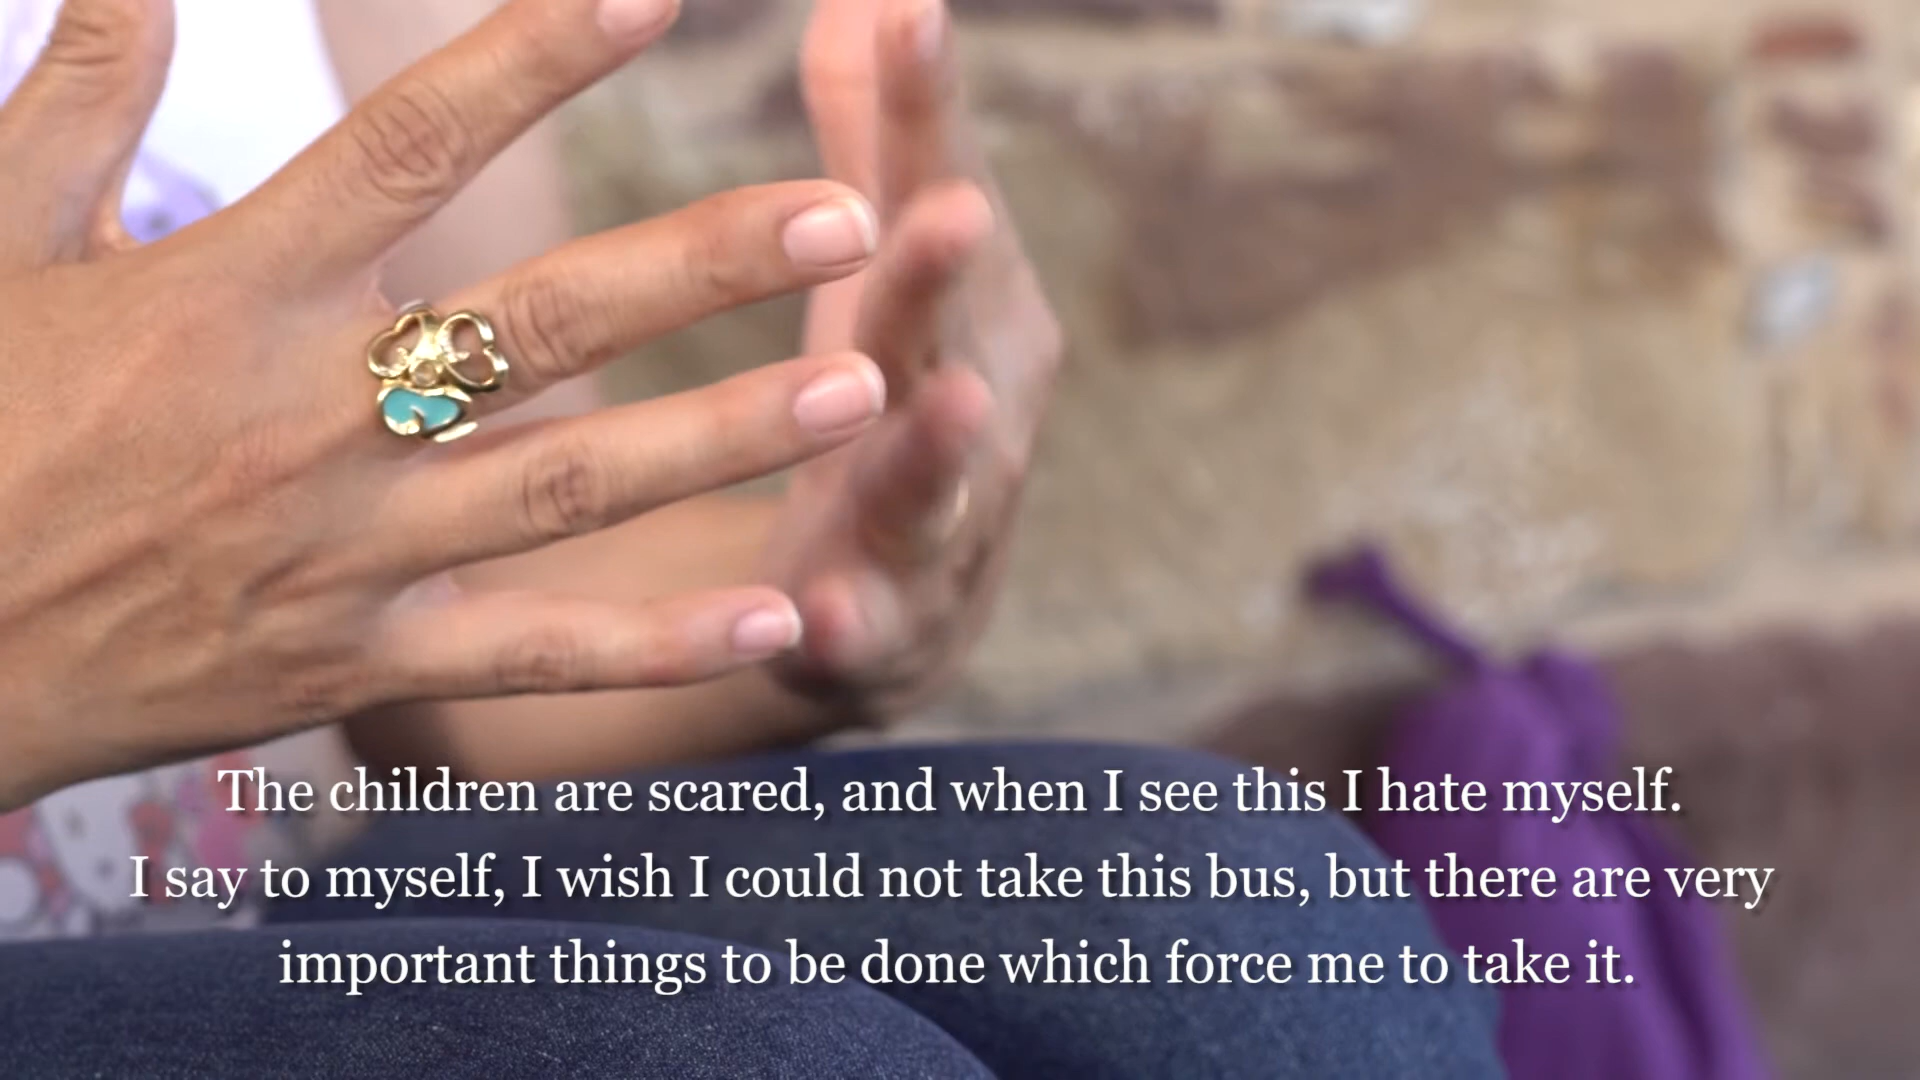 The children are scared, and when I see this I hate myself.
I say to myself, I wish I could not take this bus, but there are very
important things to be done which force me to take it.